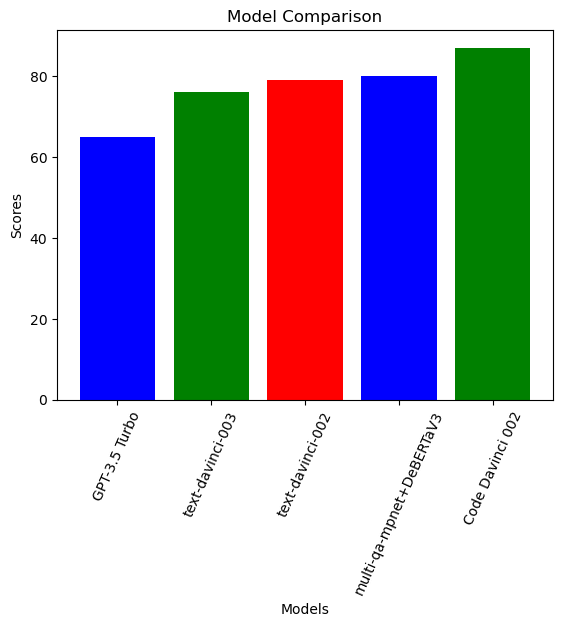 Model Comparison
Scores
80
60
40
20
0
GPT-3.5 Turbo
text-davinci-003
text-davinci-002
multi-qa-mpnet+DeBERTaV3
Code Davinci 002
Models